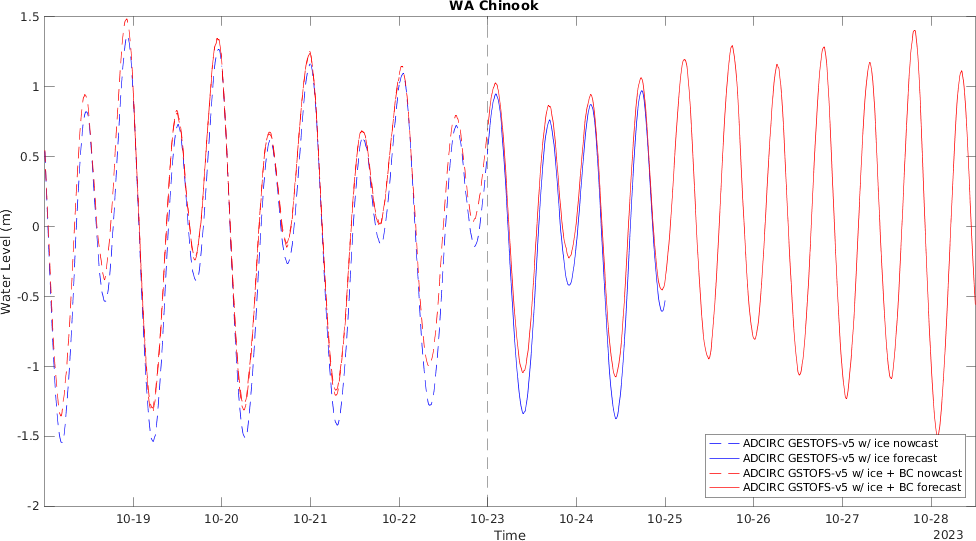 WA Chinook
1.5
1
0.5
0
-0.5
-1
-1.5
-2
Water Level (m)
10-19 10-20 10-21 10-22 10-23 10-24 10-25 10-26 10-27 10-28
Time
2023
ADCIRC GESTOFS-v5 w/ ice nowcast
ADCIRC GESTOFS-v5 w/ ice forecast
ADCIRC GSTOFS-v5 w/ ice + BC nowcast
ADCIRC GSTOFS-v5 w/ ice + BC forecast